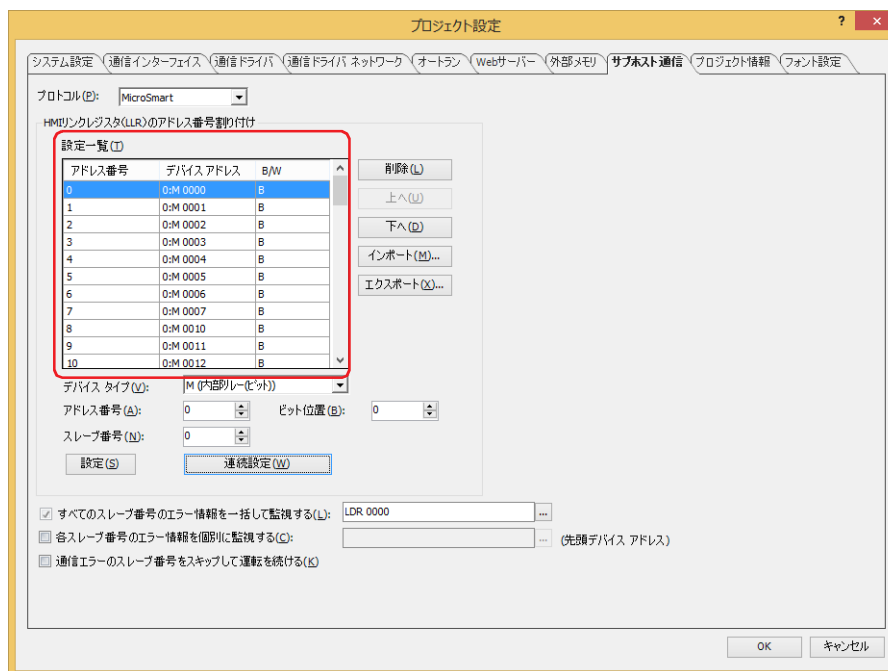 プロジェクト設定
? ×
システム設定 通信インターフェイス 通信ドライバ 通信ドライバ ネットワーク オートラン Webサーバー 外部メモリ サブホスト通信 プロジェクト情報 フォント設定
プロトコル(P): MicroSmart
HMIリンクレジスタ(LLR)のアドレス番号割り付け
設定一覧(T)
アドレス番号 デバイス アドレス B/W
0 0:M 0000 B
1 0:M 0001 B
2 0:M 0002 B
3 0:M 0003 B
4 0:M 0004 B
5 0:M 0005 B
6 0:M 0006 B
7 0:M 0007 B
8 0:M 0010 B
9 0:M 0011 B
10 0:M 0012 B
削除(L)
上へ(U)
下へ(D)
インポート(M)...
エクスポート(X)...
デバイス タイプ(V): M (内部リレー(ビット))
アドレス番号(A): 0 ビット位置(B): 0
スレーブ番号(N): 0
設定(S) 連続設定(W)
すべてのスレーブ番号のエラー情報を一括して監視する(L): LDR 0000 ...
各スレーブ番号のエラー情報を個別に監視する(C): ... (先頭デバイス アドレス)
通信エラーのスレーブ番号をスキップして運転を続ける(K)
OK キャンセル